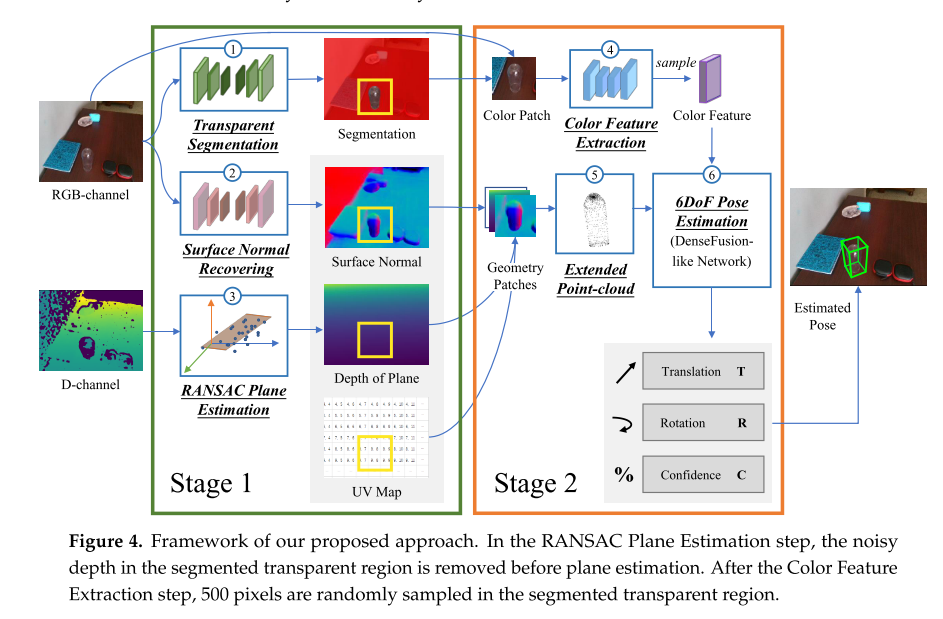 1
Transparent
Segmentation
Segmentation
RGB-channel
2
Surface Normal
Recovering
Surface Normal
3
D-channel
RANSAC Plane
Estimation
Depth of Plane
UV Map
Stage 1
Color Patch
4
Color Feature
Extraction
sample
Color Feature
Geometry
Patches
5
Extended
Point-cloud
6
6DoF Pose
Estimation
(DenseFusion-
like Network)
Translation T
Rotation R
% Confidence C
Stage 2
Estimated
Pose
Figure 4. Framework of our proposed approach. In the RANSAC Plane Estimation step, the noisy
depth in the segmented transparent region is removed before plane estimation. After the Color Feature
Extraction step, 500 pixels are randomly sampled in the segmented transparent region.